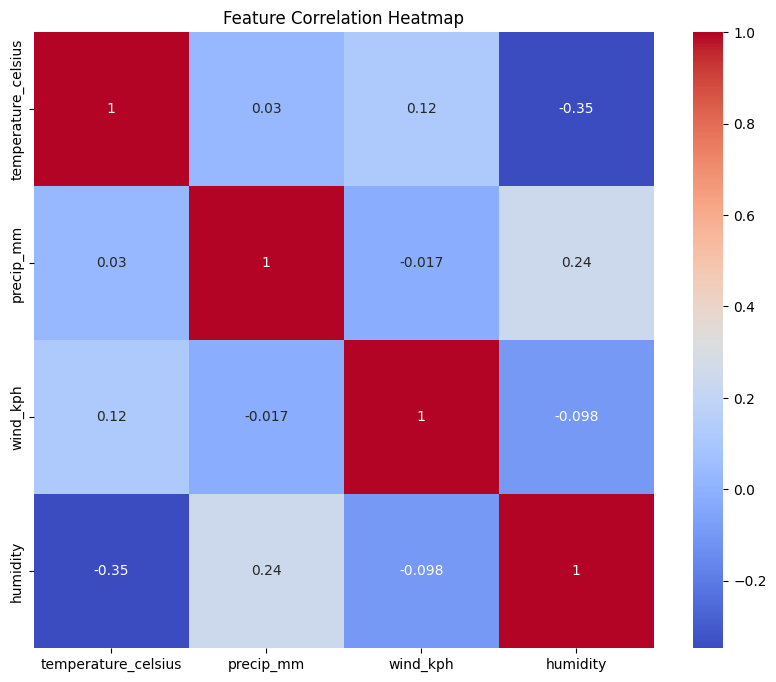 Feature Correlation Heatmap
temperature_celsius
1
0.03
0.12
-0.35
precip_mm
0.03
1
-0.017
0.24
wind_kph
0.12
-0.017
1
-0.098
humidity
-0.35
0.24
-0.098
1
temperature_celsius
precip_mm
wind_kph
humidity
1.0
0.8
0.6
0.4
0.2
0.0
−0.2